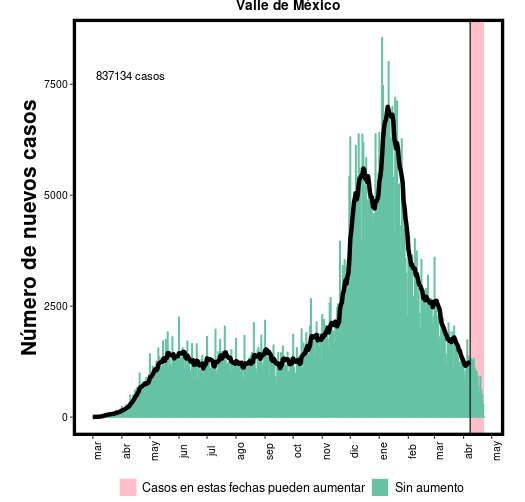 Valle de México
837134 casos
Número de nuevos casos
7500
5000
2500
0
mar
abr
may
jun
jul
ago
sep
oct
nov
dic
ene
feb
mar
abr
may
Casos en estas fechas pueden aumentar
Sin aumento